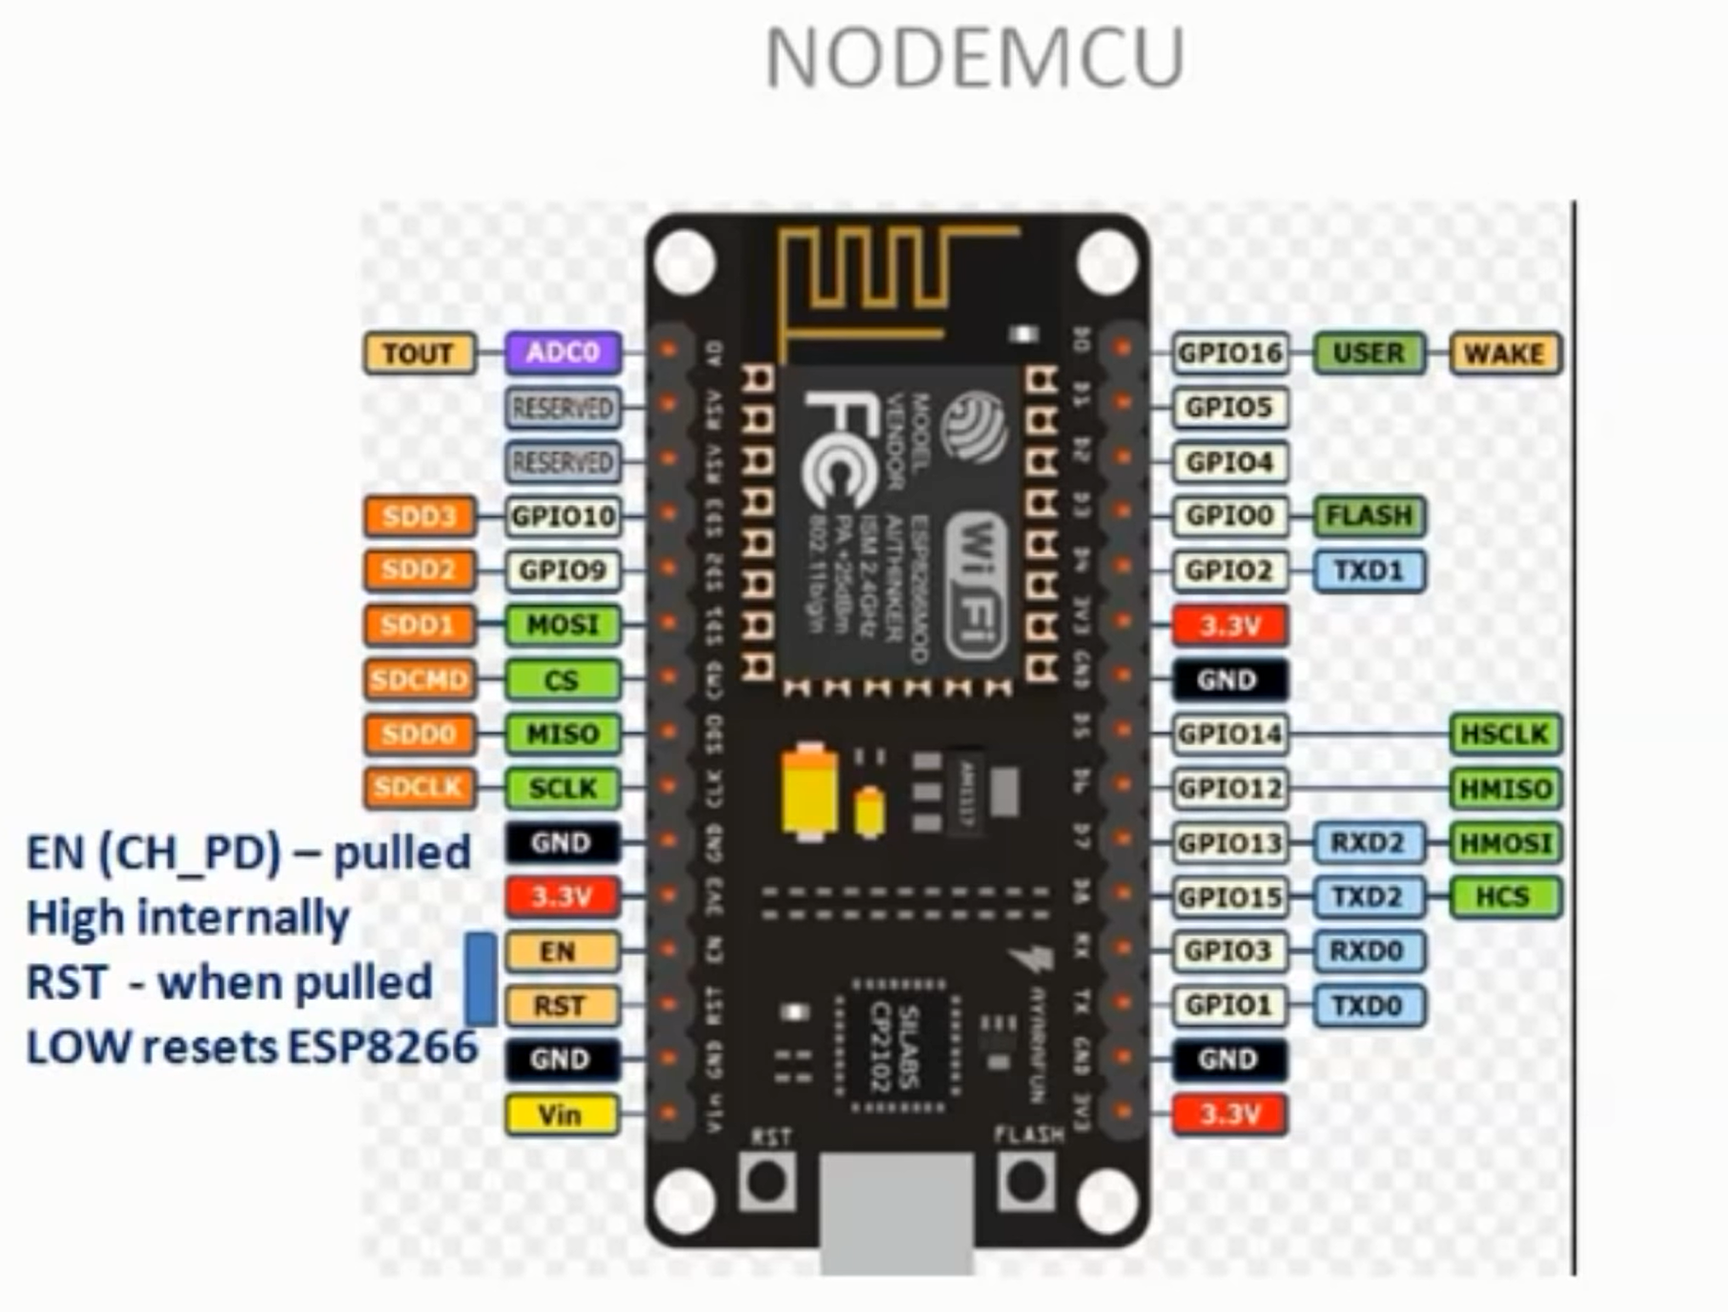 NODEMCU
TOUT ADC0 A0 D0 GPIO16 USER WAKE
RESERVED RSV D1 GPIO5
RESERVED RSV D2 GPIO4
SDD3 GPIO10 SD3 D3 GPIO0 FLASH
SDD2 GPIO9 SD2 D4 GPIO2 TXD1
SDD1 MOSI SD1 3V3 3.3V
SDCMD CS CMD GND GND
SDD0 MISO SD0 D5 GPIO14 HSCLK
SDCLK SCLK CLK D6 GPIO12 HMISO
GND GND D7 GPIO13 RXD2 HMOSI
3.3V 3V3 D8 GPIO15 TXD2 HCS
EN EN RX GPIO3 RXD0
RST RST TX GPIO1 TXD0
GND GND GND GND
Vin Vin 3V3 3.3V
EN (CH_PD) – pulled
High internally
RST - when pulled
LOW resets ESP8266
MODEL ESP8266MOD
VENDOR AITHINKER
ISM 2.4GHz
PA +25dBm
802.11b/g/n
FC
Wi Fi
AMS1117
SILABS
CP2102
RST
FLASH